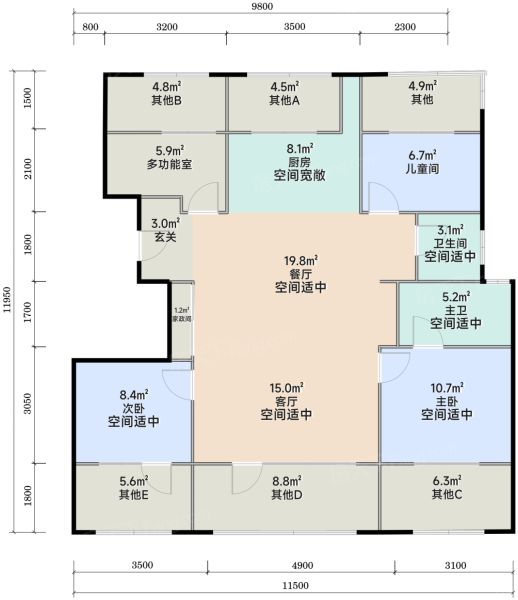 9800
800
3200
3500
2300
1500
2100
1800
1700
3050
1800
11950
4.8㎡
其他B
4.5㎡
其他A
4.9㎡
其他
5.9㎡
多功能室
8.1㎡
厨房
空间宽敞
6.7㎡
儿童间
3.0㎡
玄关
3.1㎡
卫生间
空间适中
19.8㎡
餐厅
空间适中
1.2㎡
家政间
5.2㎡
主卫
空间适中
8.4㎡
次卧
空间适中
15.0㎡
客厅
空间适中
10.7㎡
主卧
空间适中
5.6㎡
其他E
8.8㎡
其他D
6.3㎡
其他C
3500
4900
3100
11500